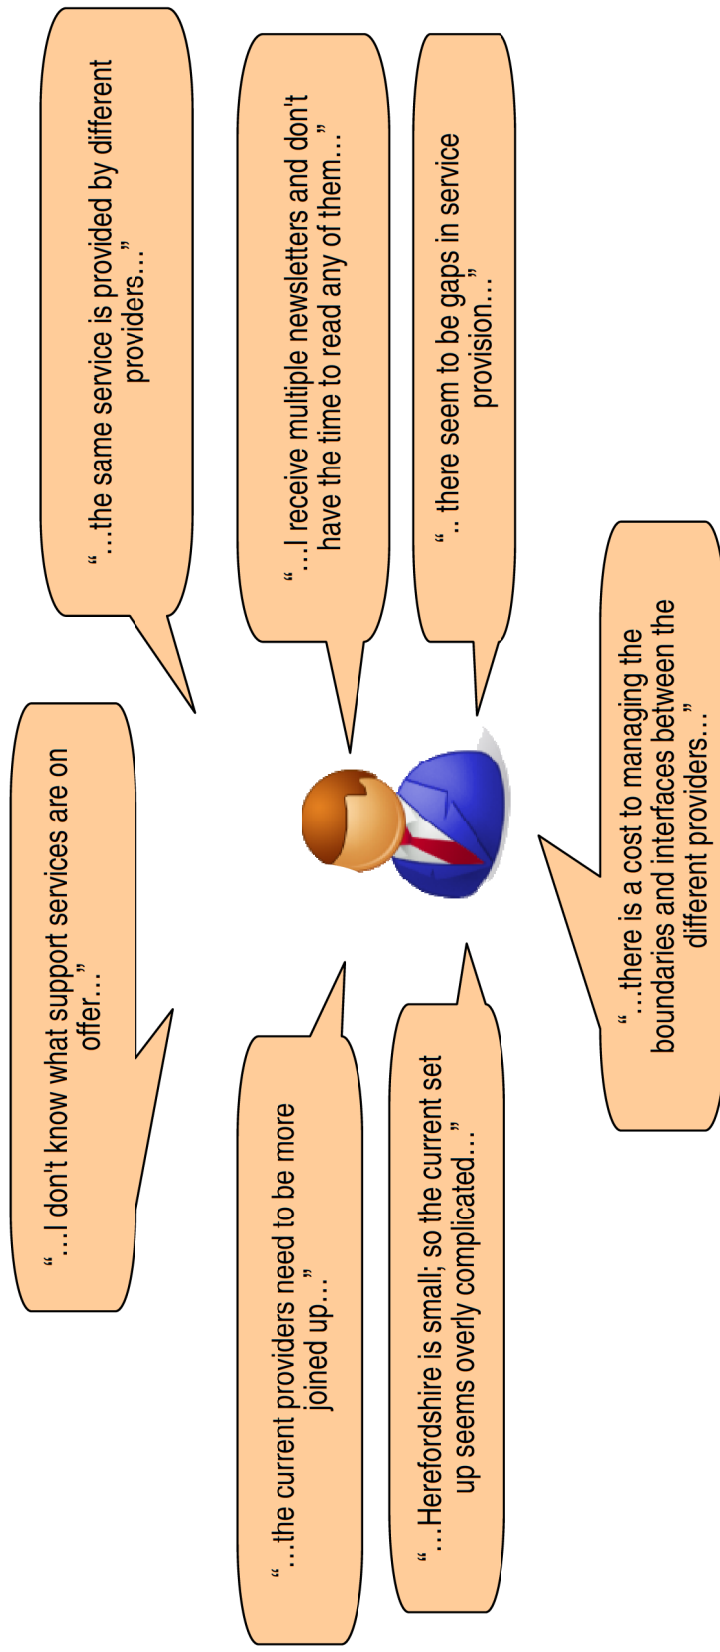 “…I don't know what support services are on
offer…”
“…the same service is provided by different
providers…”
“…the current providers need to be more
joined up…”
“…I receive multiple newsletters and don't
have the time to read any of them…”
“…Herefordshire is small; so the current set
up seems overly complicated…”
“.. there seem to be gaps in service
provision…”
“…there is a cost to managing the
boundaries and interfaces between the
different providers…”